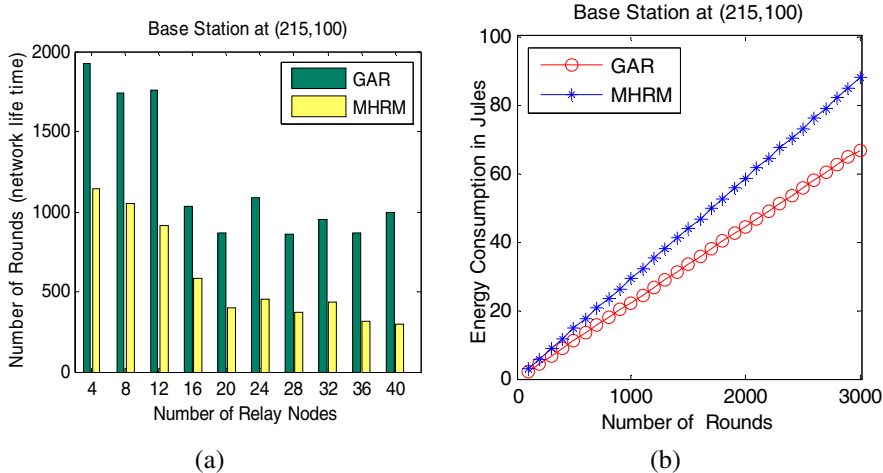 Base Station at (215,100)
Number of Rounds (network life time)
2000
1500
1000
500
0
GAR
MHRM
4 8 12 16 20 24 28 32 36 40
Number of Relay Nodes
(a)
Base Station at (215,100)
Energy Consumption in Jules
100
80
60
40
20
0
GAR
MHRM
0 1000 2000 3000
Number of Rounds
(b)